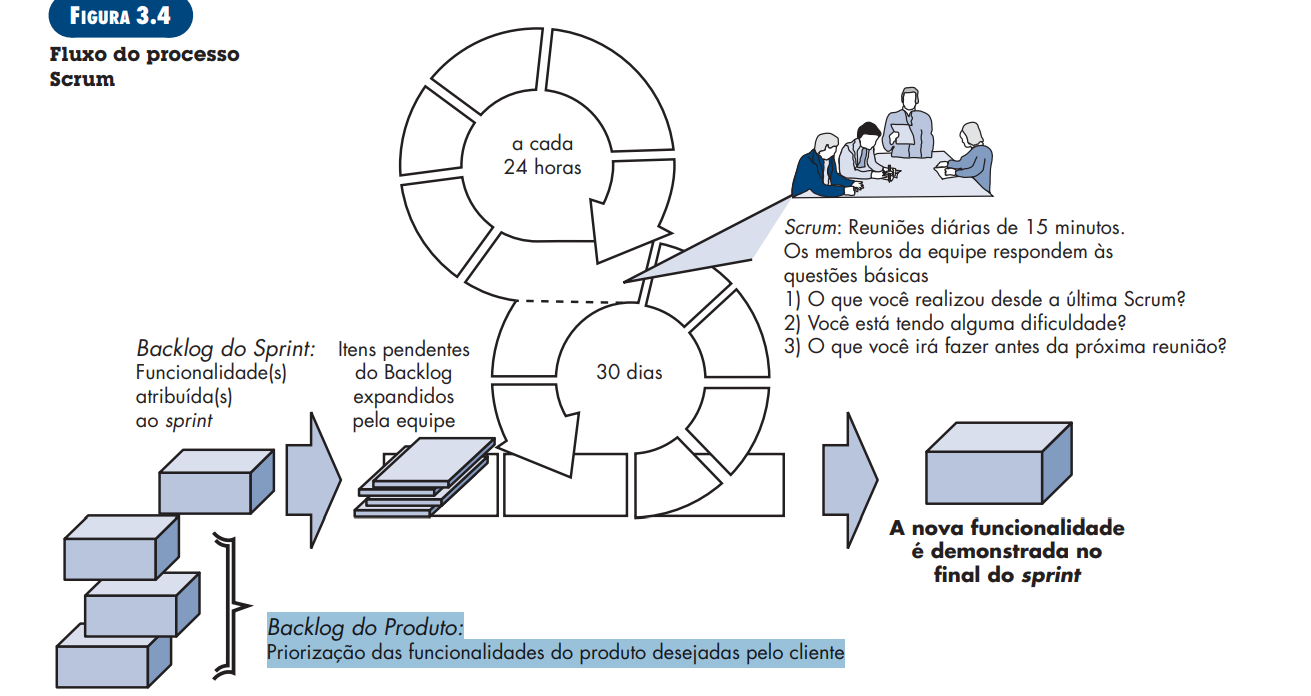 FIGURA 3.4
Fluxo do processo
Scrum
a cada
24 horas
Scrum: Reuniões diárias de 15 minutos.
Os membros da equipe respondem às
questões básicas
1) O que você realizou desde a última Scrum?
2) Você está tendo alguma dificuldade?
3) O que você irá fazer antes da próxima reunião?
Backlog do Sprint:
Funcionalidade(s)
atribuída(s)
ao sprint
Itens pendentes
do Backlog
expandidos
pela equipe
30 dias
A nova funcionalidade
é demonstrada no
final do sprint
Backlog do Produto:
Priorização das funcionalidades do produto desejadas pelo cliente